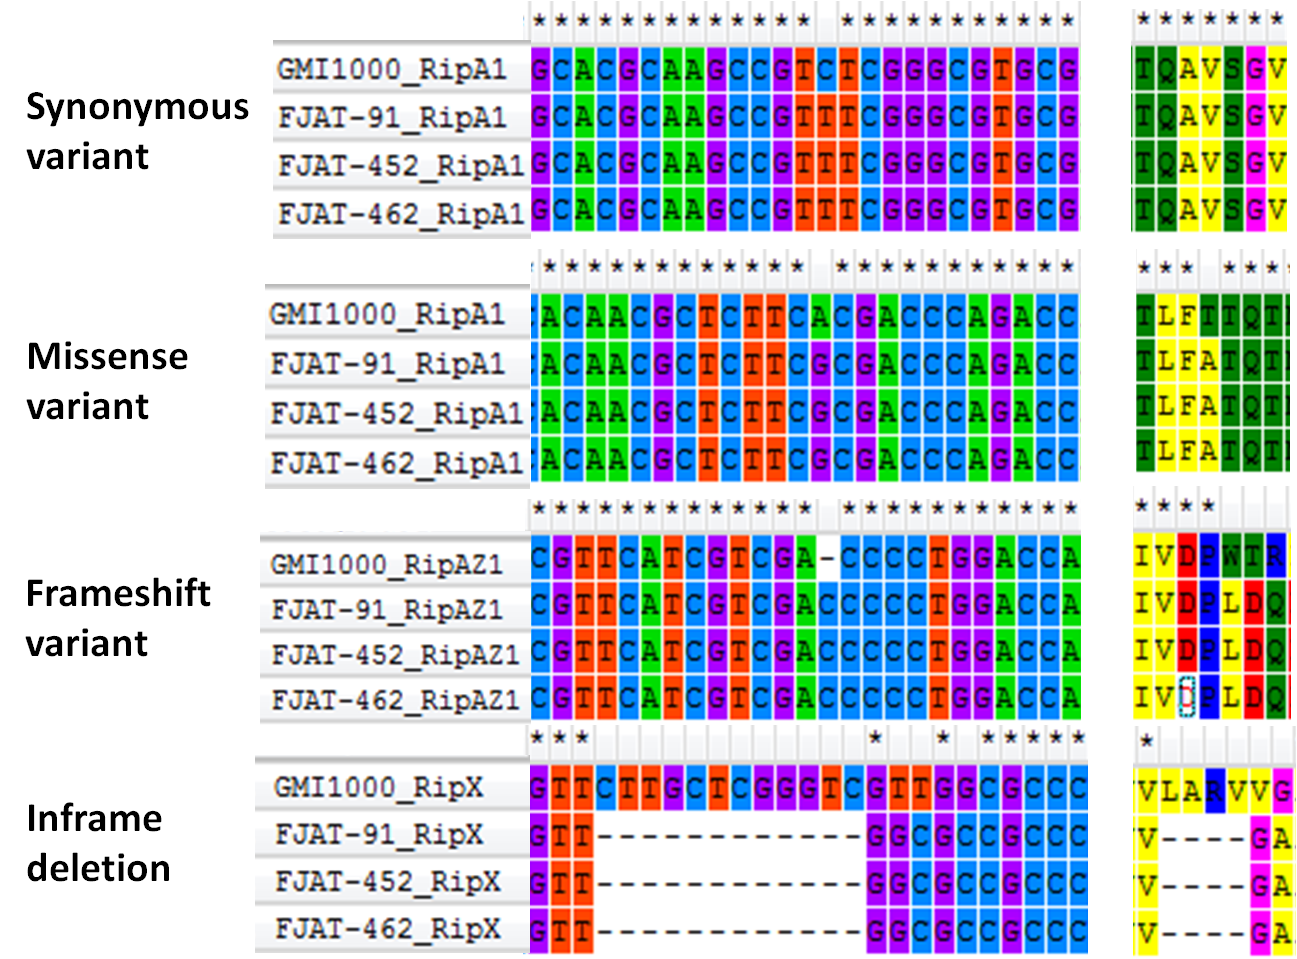 * * * * * * * * * * * * * * * * * * * * * * * * * * * * * * *
Synonymous variant
GMI1000_RipA1 GCACGCAAGCCGTCTCGGGCGTGCG TQAVSGV
FJAT-91_RipA1 GCACGCAAGCCGTTTCGGGCGTGCG TQAVSGV
FJAT-452_RipA1 GCACGCAAGCCGTTTCGGGCGTGCG TQAVSGV
FJAT-462_RipA1 GCACGCAAGCCGTTTCGGGCGTGCG TQAVSGV
* * * * * * * * * * * * * * * * * * * * * * * * * * * * * *
Missense variant
GMI1000_RipA1 ACAACGCTCTTCACGACCCAGACC TLFTTQT
FJAT-91_RipA1 ACAACGCTCTTCGCGACCCAGACC TLFATQT
FJAT-452_RipA1 ACAACGCTCTTCGCGACCCAGACC TLFATQT
FJAT-462_RipA1 ACAACGCTCTTCGCGACCCAGACC TLFATQT
* * * * * * * * * * * * * * * * * * * * * * * * * * * *
Frameshift variant
GMI1000_RipAZ1 CGTTCATCGTCGA-CCCCTGGACCA IVDPWTR
FJAT-91_RipAZ1 CGTTCATCGTCGACCCCCTGGACCA IVDPLDQ
FJAT-452_RipAZ1 CGTTCATCGTCGACCCCCTGGACCA IVDPLDQ
FJAT-462_RipAZ1 CGTTCATCGTCGACCCCCTGGACCA IVDPLDQ
* * * * * * * * * * *
Inframe deletion
GMI1000_RipX GTTCTTGCTCGGGTCGTTGGCGCCC VLARVVG
FJAT-91_RipX GTT------------GGCGCCGCCC V----GA
FJAT-452_RipX GTT------------GGCGCCGCCC V----GA
FJAT-462_RipX GTT------------GGCGCCGCCC V----GA